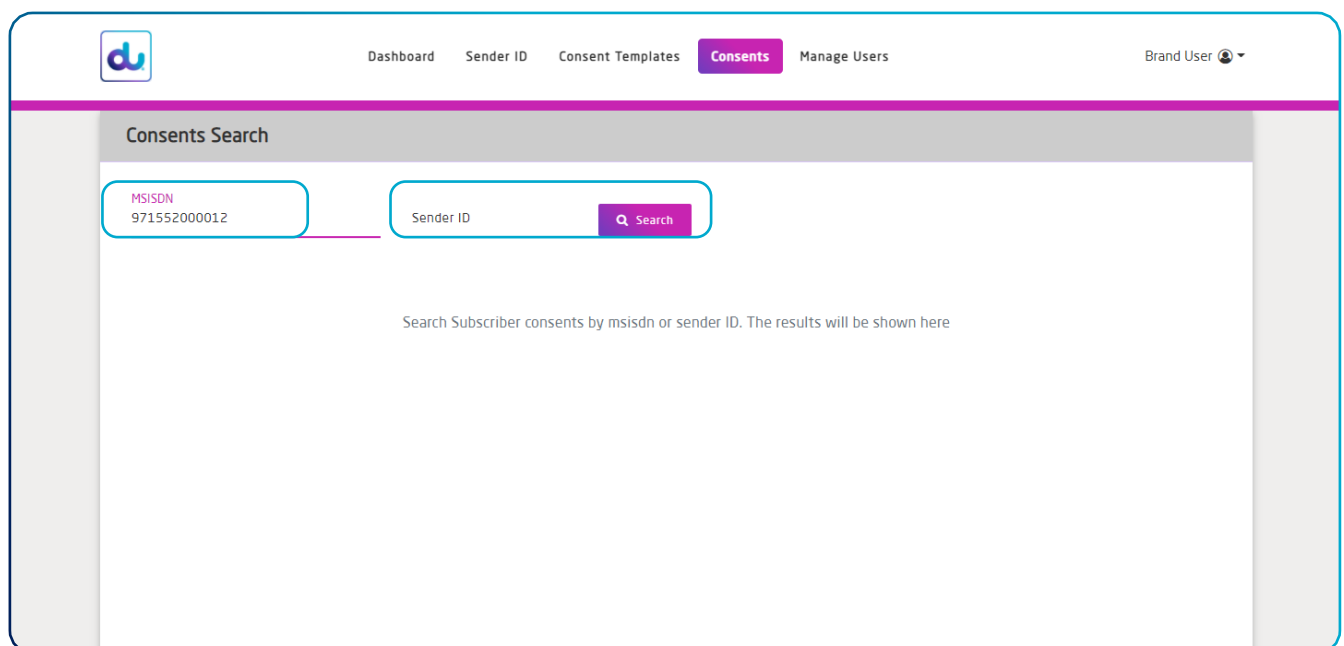 du
Dashboard Sender ID Consent Templates Consents Manage Users Brand User
Consents Search
MSISDN
971552000012
Sender ID Search
Search Subscriber consents by msisdn or sender ID. The results will be shown here